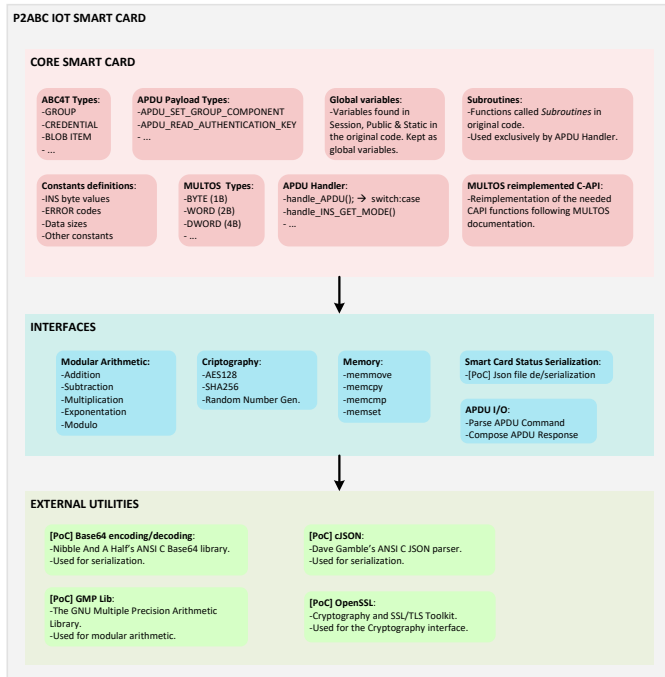 P2ABC IOT SMART CARD
CORE SMART CARD
ABC4T Types:
-GROUP
-CREDENTIAL
-BLOB ITEM
- ...
APDU Payload Types:
-APDU_SET_GROUP_COMPONENT
-APDU_READ_AUTHENTICATION_KEY
- ...
Global variables:
-Variables found in
Session, Public & Static in
the original code. Kept as
global variables.
Subroutines:
-Functions called Subroutines in
original code.
-Used exclusively by APDU Handler.
Constants definitions:
-INS byte values
-ERROR codes
-Data sizes
-Other constants
MULTOS Types:
-BYTE (1B)
-WORD (2B)
-DWORD (4B)
- ...
APDU Handler:
-handle_APDU(); → switch:case
-handle_INS_GET_MODE()
- ...
MULTOS reimplemented C-API:
-Reimplementation of the needed
CAPI functions following MULTOS
documentation.
INTERFACES
Modular Arithmetic:
-Addition
-Subtraction
-Multiplication
-Exponentation
-Modulo
Criptography:
-AES128
-SHA256
-Random Number Gen.
Memory:
-memmove
-memcpy
-memcmp
-memset
Smart Card Status Serialization:
-[PoC] Json file de/serialization
APDU I/O:
-Parse APDU Command
-Compose APDU Response
EXTERNAL UTILITIES
[PoC] Base64 encoding/decoding:
-Nibble And A Half's ANSI C Base64 library.
-Used for serialization.
[PoC] cJSON:
-Dave Gamble's ANSI C JSON parser.
-Used for serialization.
[PoC] GMP Lib:
-The GNU Multiple Precision Arithmetic
Library.
-Used for modular arithmetic.
[PoC] OpenSSL:
-Cryptography and SSL/TLS Toolkit.
-Used for the Cryptography interface.